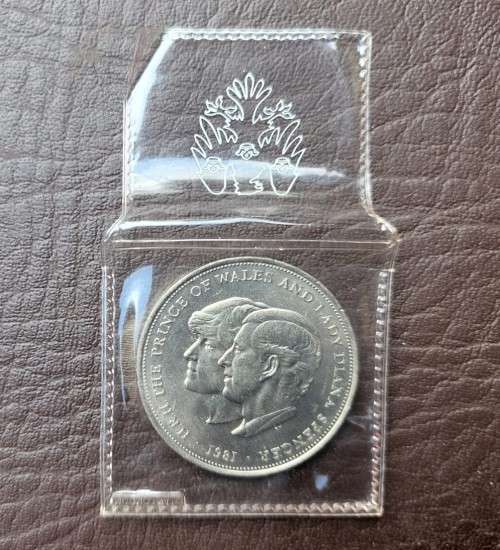 H.R.H. THE PRINCE OF WALES AND LADY DIANA SPENCER
· 1981 ·